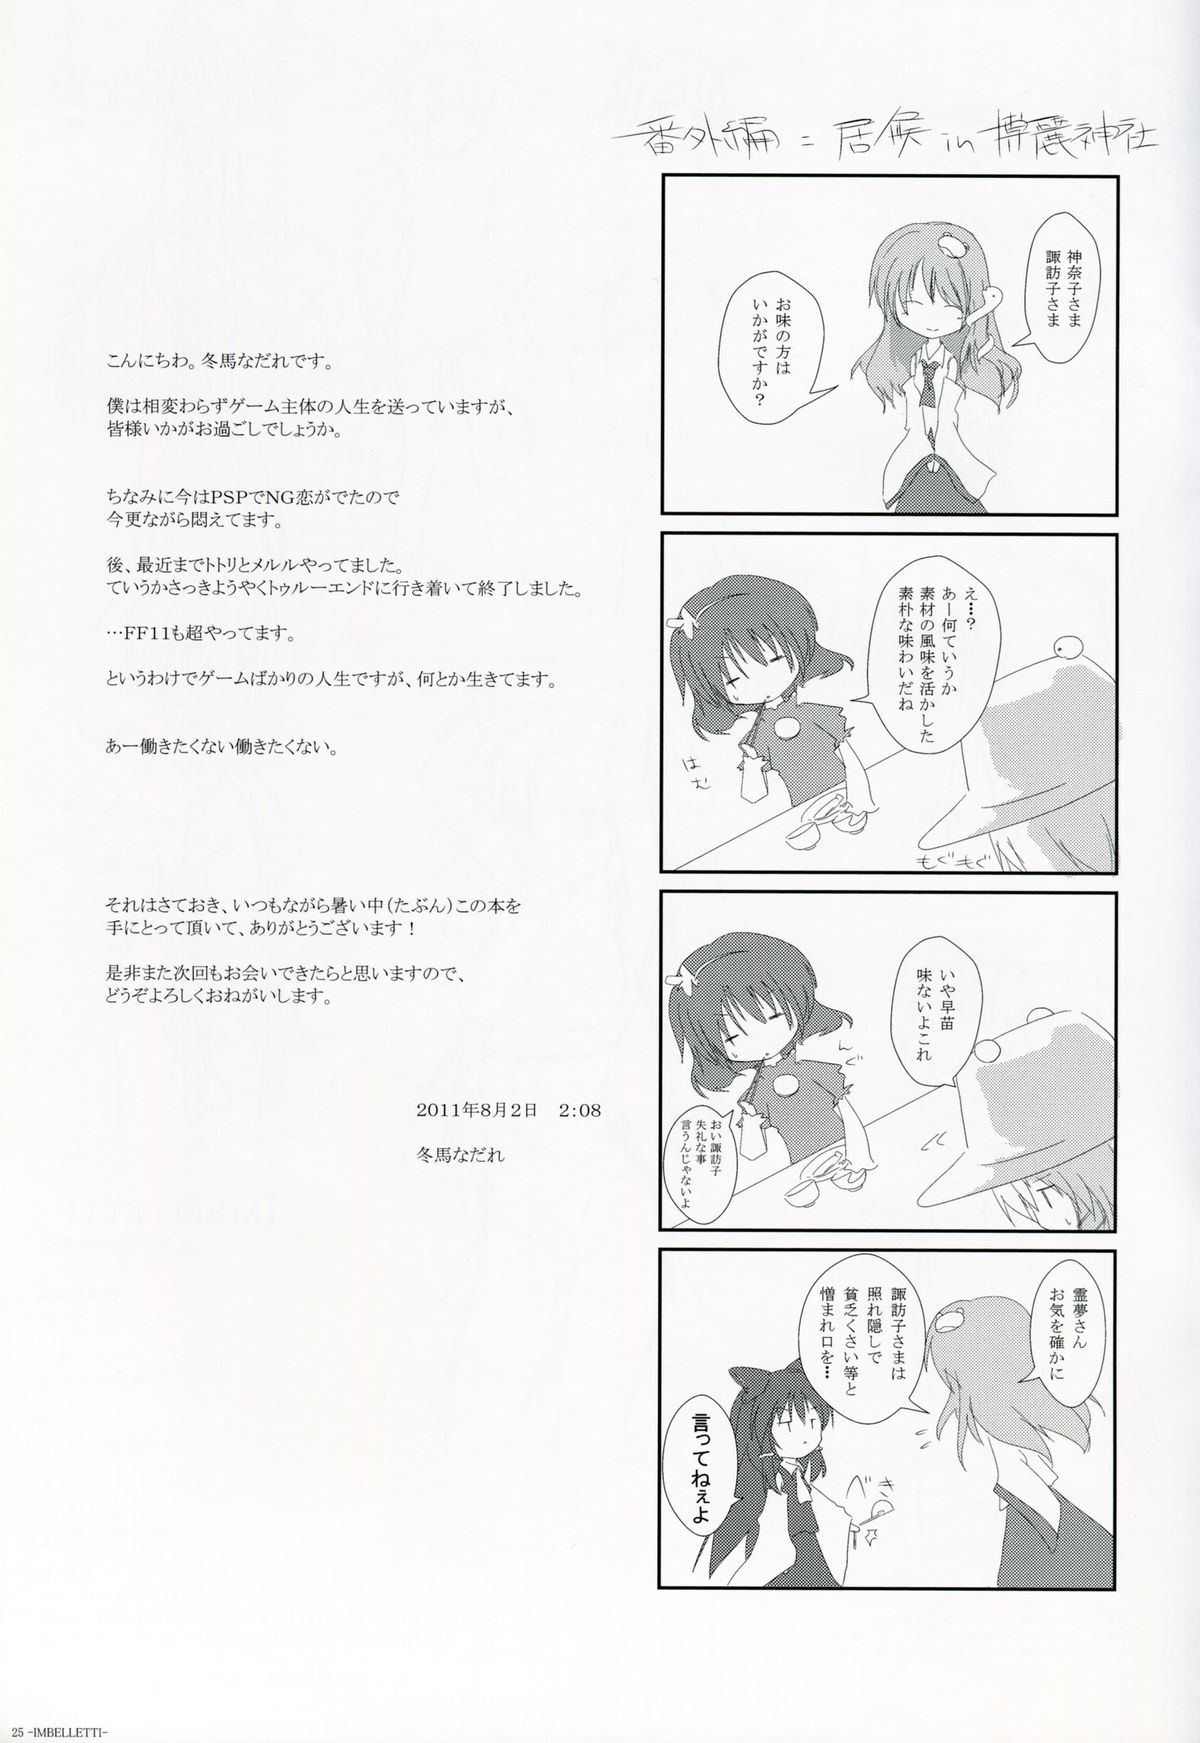 番外編：居候in博麗神社
神奈子さま
諏訪子さま
お味の方は
いかがですか？
え…？
あー何ていうか
素材の風味を活かした
素朴な味わいだね
はむ
もぐもぐ
いや早苗
味ないよこれ
んぐ
おい諏訪子
失礼な事
言うんじゃないよ
霊夢さん
お気を確かに
諏訪子さまは
照れ隠しで
貧乏くさい等と
憎まれ口を…
言ってねぇよ
べき
こんにちわ。冬馬なだれです。
僕は相変わらずゲーム主体の人生を送っていますが、
皆様いかがお過ごしでしょうか。
ちなみに今はPSPでNG恋がでたので
今更ながら悶えてます。
後、最近までトトリとメルルやってました。
ていうかさっきようやくトゥルーエンドに行き着いて終了しました。
…FF11も超やってます。
というわけでゲームばかりの人生ですが、何とか生きてます。
あー働きたくない働きたくない。
それはさておき、いつもながら暑い中（たぶん）この本を
手にとって頂いて、ありがとうございます！
是非また次回もお会いできたらと思いますので、
どうぞよろしくおねがいします。
2011年8月2日　2:08
冬馬なだれ
25 -IMBELLETTI-